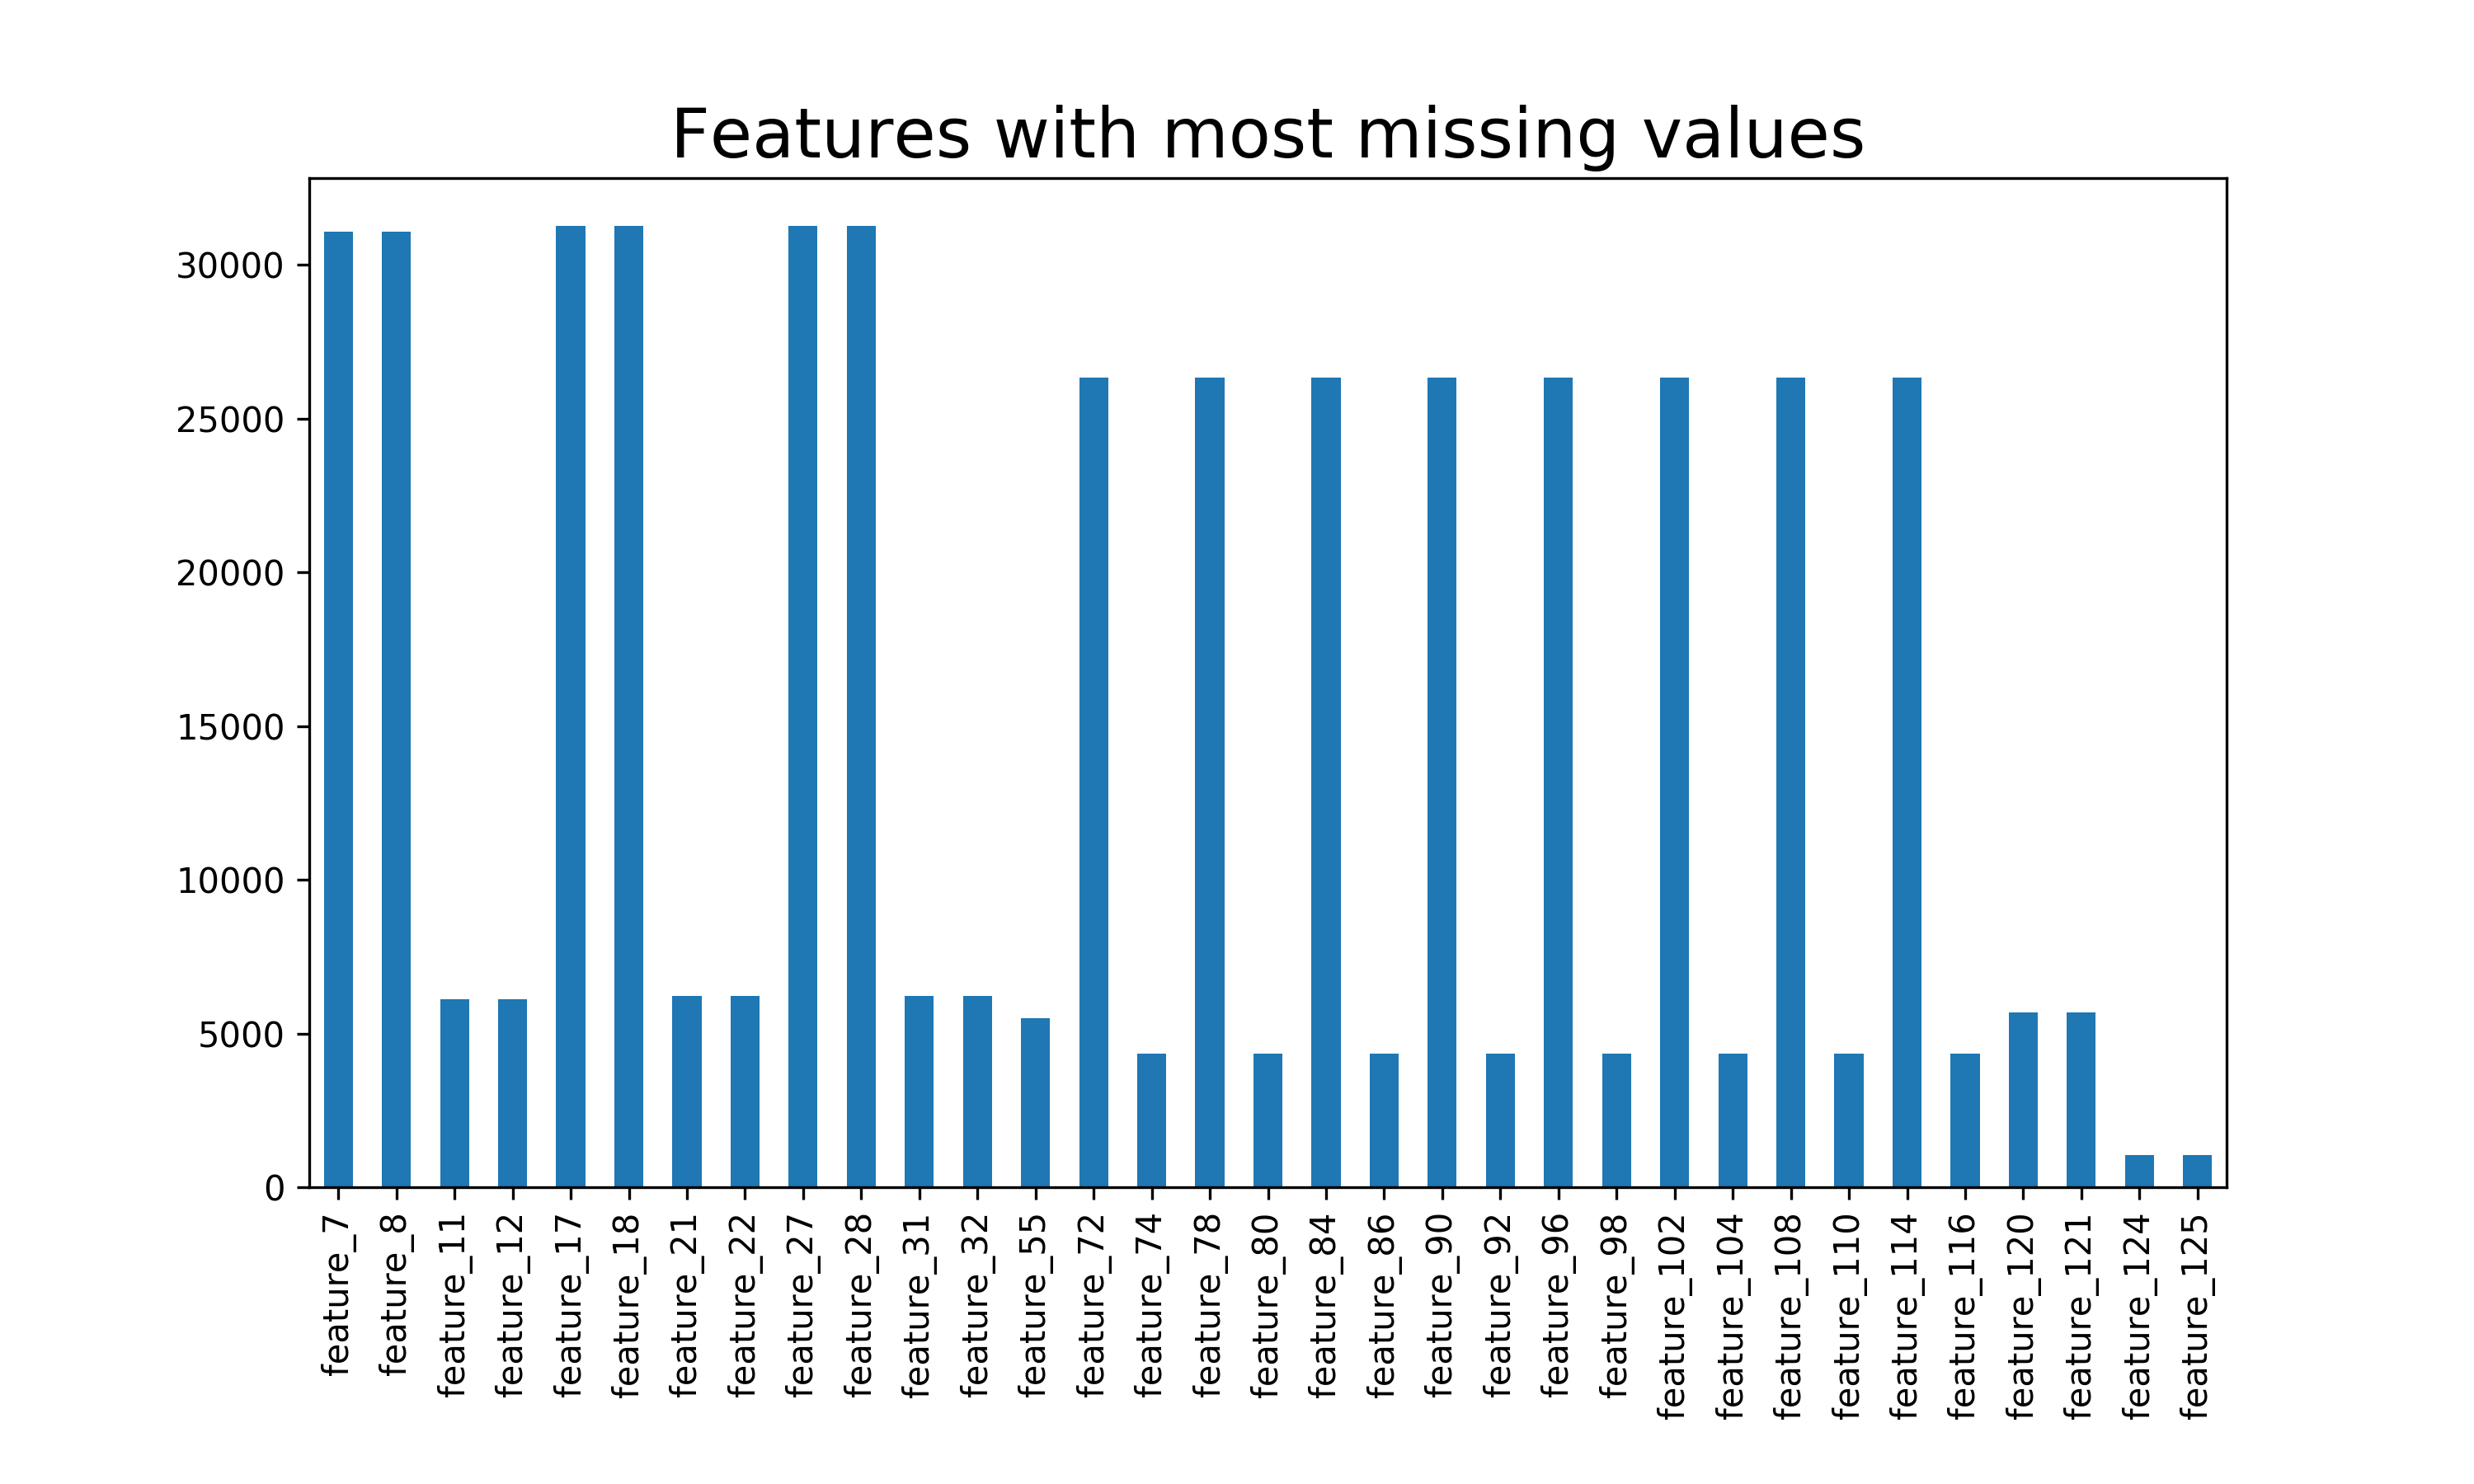 Features with most missing values
30000
25000
20000
15000
10000
5000
0
feature_7
feature_8
feature_11
feature_12
feature_17
feature_18
feature_21
feature_22
feature_27
feature_28
feature_31
feature_32
feature_55
feature_72
feature_74
feature_78
feature_80
feature_84
feature_86
feature_90
feature_92
feature_96
feature_98
feature_102
feature_104
feature_108
feature_110
feature_114
feature_116
feature_120
feature_121
feature_124
feature_125